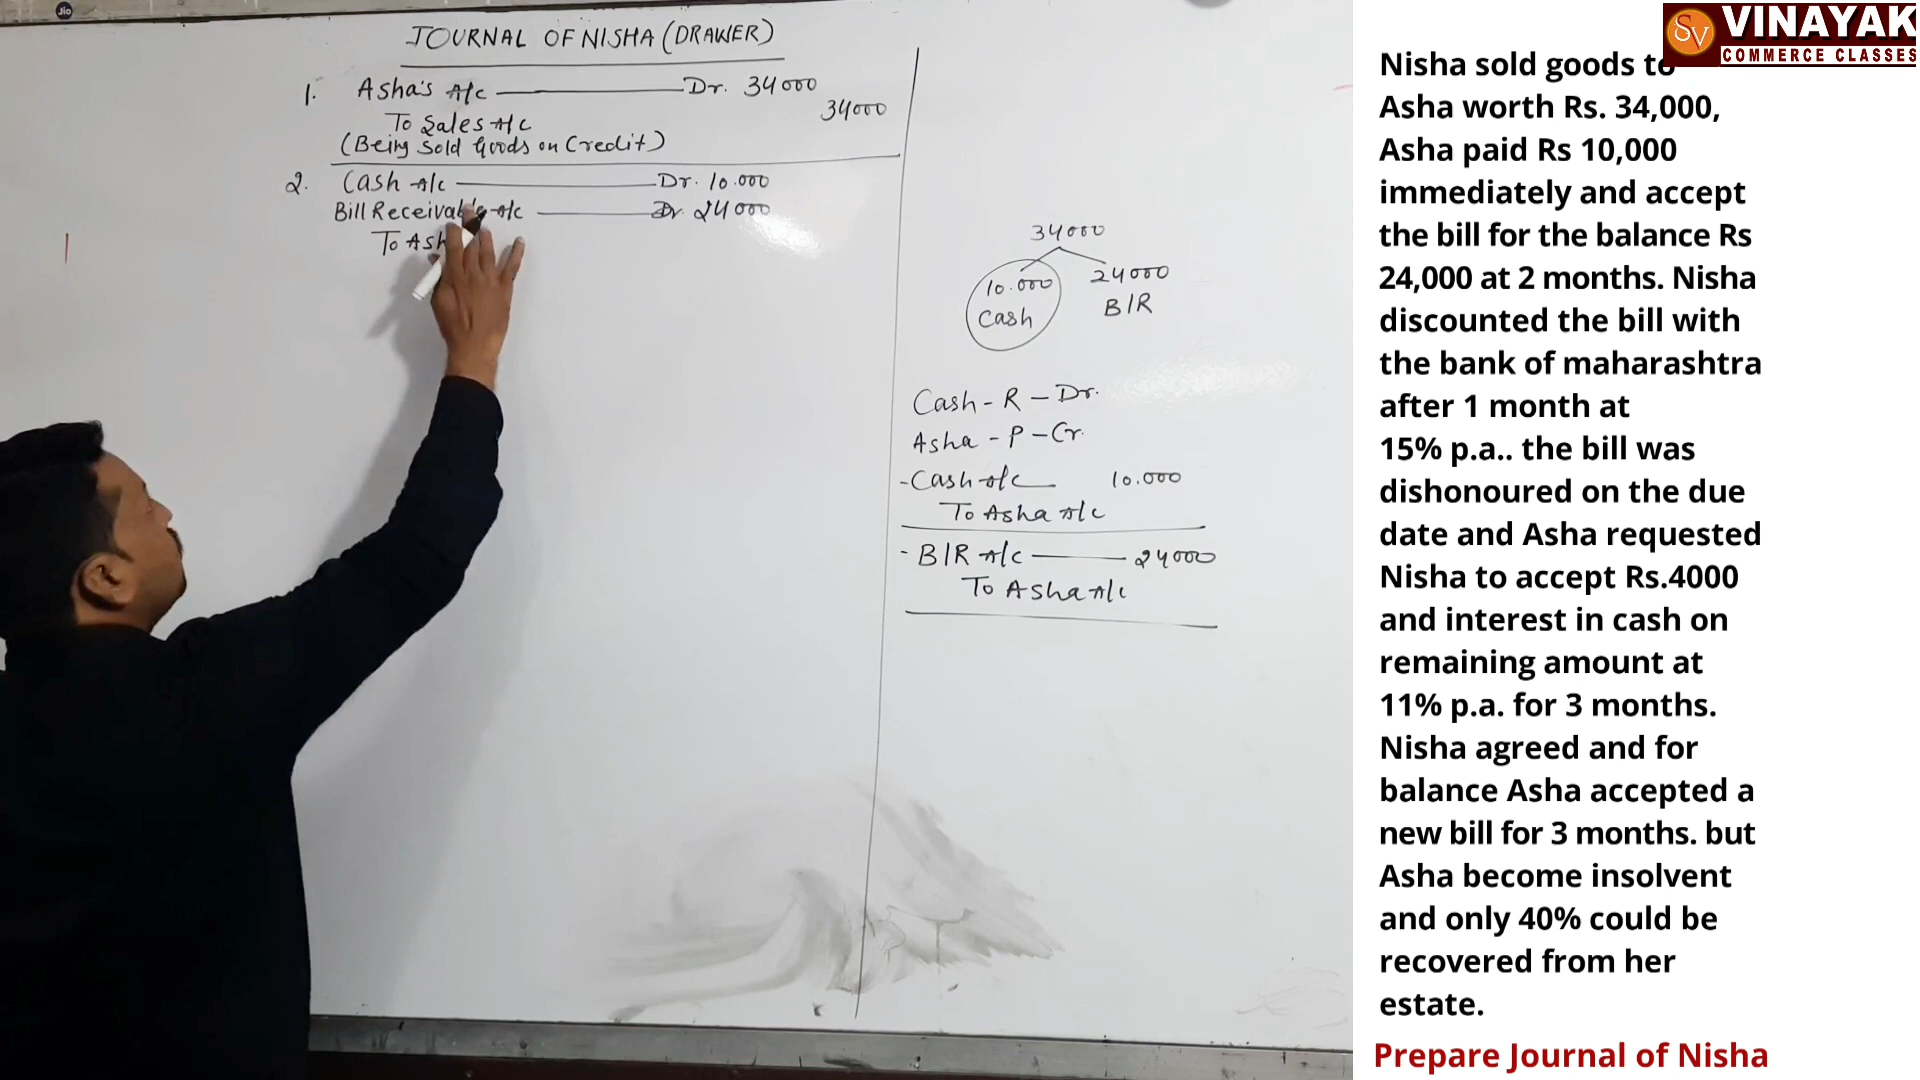 Jio
JOURNAL OF NISHA (DRAWER)
1. Asha's A/c Dr. 34000
34000
To Sales A/c
(Being Sold Goods on Credit)
2. Cash A/c Dr. 10.000
Bill Receivable A/c Dr. 24000
To Ash
34000
10.000 24000
Cash B/R
Cash - R - Dr.
Asha - P - Cr.
- Cash A/c 10.000
To Asha A/c
- B/R A/c 24000
To Asha A/c
SV VINAYAK
COMMERCE CLASSES
Nisha sold goods to
Asha worth Rs. 34,000,
Asha paid Rs 10,000
immediately and accept
the bill for the balance Rs
24,000 at 2 months. Nisha
discounted the bill with
the bank of maharashtra
after 1 month at
15% p.a.. the bill was
dishonoured on the due
date and Asha requested
Nisha to accept Rs.4000
and interest in cash on
remaining amount at
11% p.a. for 3 months.
Nisha agreed and for
balance Asha accepted a
new bill for 3 months. but
Asha become insolvent
and only 40% could be
recovered from her
estate.
Prepare Journal of Nisha